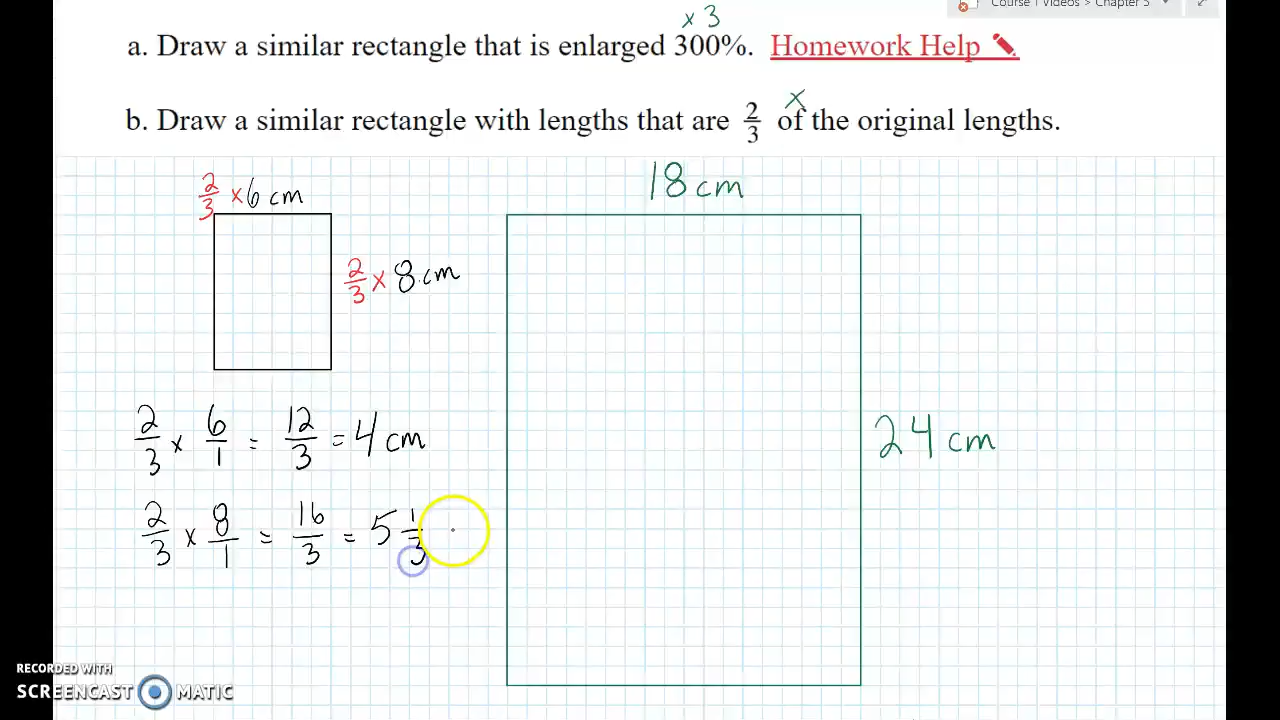 Course 1 Videos > Chapter 5
x 3
a. Draw a similar rectangle that is enlarged 300%. Homework Help
x
b. Draw a similar rectangle with lengths that are 2/3 of the original lengths.
2/3 x 6 cm
18 cm
2/3 x 8 cm
2/3 x 6/1 = 12/3 = 4 cm
24 cm
2/3 x 8/1 = 16/3 = 5 1/3
RECORDED WITH
SCREENCAST MATIC